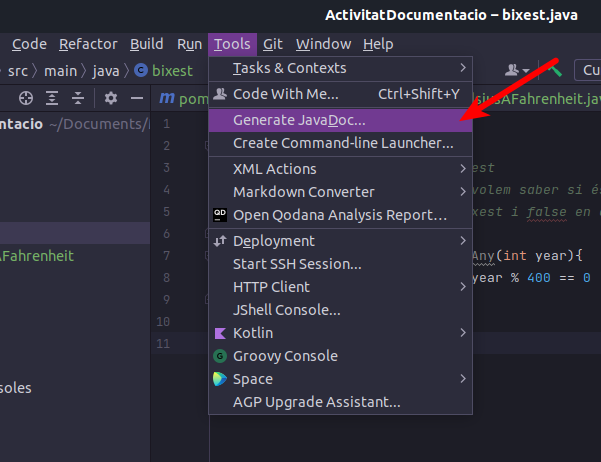 ActivitatDocumentacio – bixest.java
Code Refactor Build Run Tools Git Window Help
src main java bixest
Cu
ntacio ~/Documents/
AFahrenheit
soles
pom
siusAFahrenheit.jav
Tasks & Contexts
Code With Me... Ctrl+Shift+Y
Generate JavaDoc...
Create Command-line Launcher...
XML Actions
Markdown Converter
Open Qodana Analysis Report...
Deployment
Start SSH Session...
HTTP Client
JShell Console...
Kotlin
Groovy Console
Space
AGP Upgrade Assistant...
1
2
3 est
4 volem saber si és
5 xest i false en
6
7 Any(int year){
8 year % 400 == 0
9
10
11